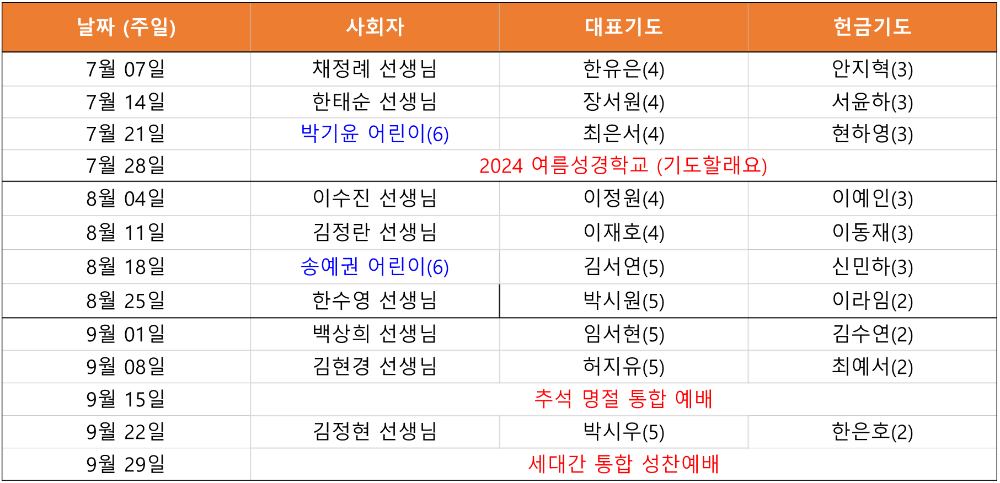 날짜 (주일) 사회자 대표기도 헌금기도
7월 07일 채정례 선생님 한유은(4) 안지혁(3)
7월 14일 한태순 선생님 장서원(4) 서윤하(3)
7월 21일 박기윤 어린이(6) 최은서(4) 현하영(3)
7월 28일 2024 여름성경학교 (기도할래요)
8월 04일 이수진 선생님 이정원(4) 이예인(3)
8월 11일 김정란 선생님 이재호(4) 이동재(3)
8월 18일 송예권 어린이(6) 김서연(5) 신민하(3)
8월 25일 한수영 선생님 박시원(5) 이라임(2)
9월 01일 백상희 선생님 임서현(5) 김수연(2)
9월 08일 김현경 선생님 허지유(5) 최예서(2)
9월 15일 추석 명절 통합 예배
9월 22일 김정현 선생님 박시우(5) 한은호(2)
9월 29일 세대간 통합 성찬예배